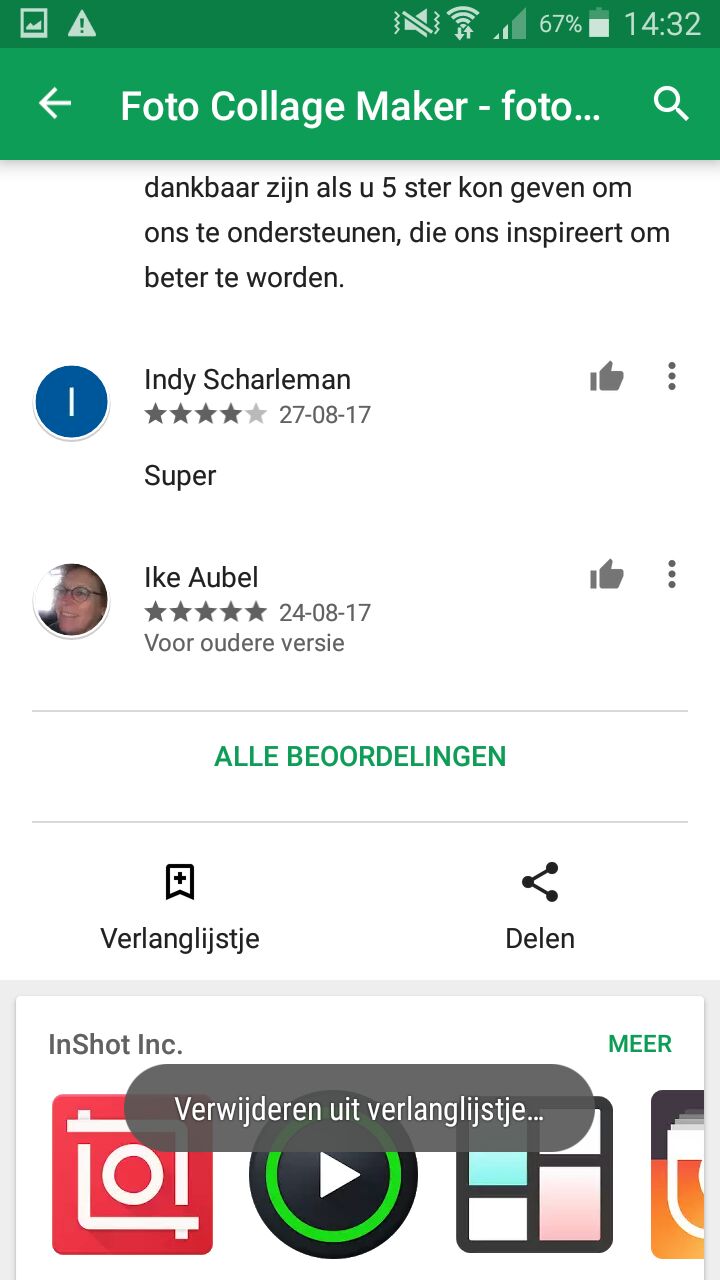 67% 14:32
Foto Collage Maker - foto...
dankbaar zijn als u 5 ster kon geven om
ons te ondersteunen, die ons inspireert om
beter te worden.
I
Indy Scharleman
27-08-17
Super
Ike Aubel
24-08-17
Voor oudere versie
ALLE BEOORDELINGEN
Verlanglijstje
Delen
InShot Inc.
MEER
Verwijderen uit verlanglijstje...